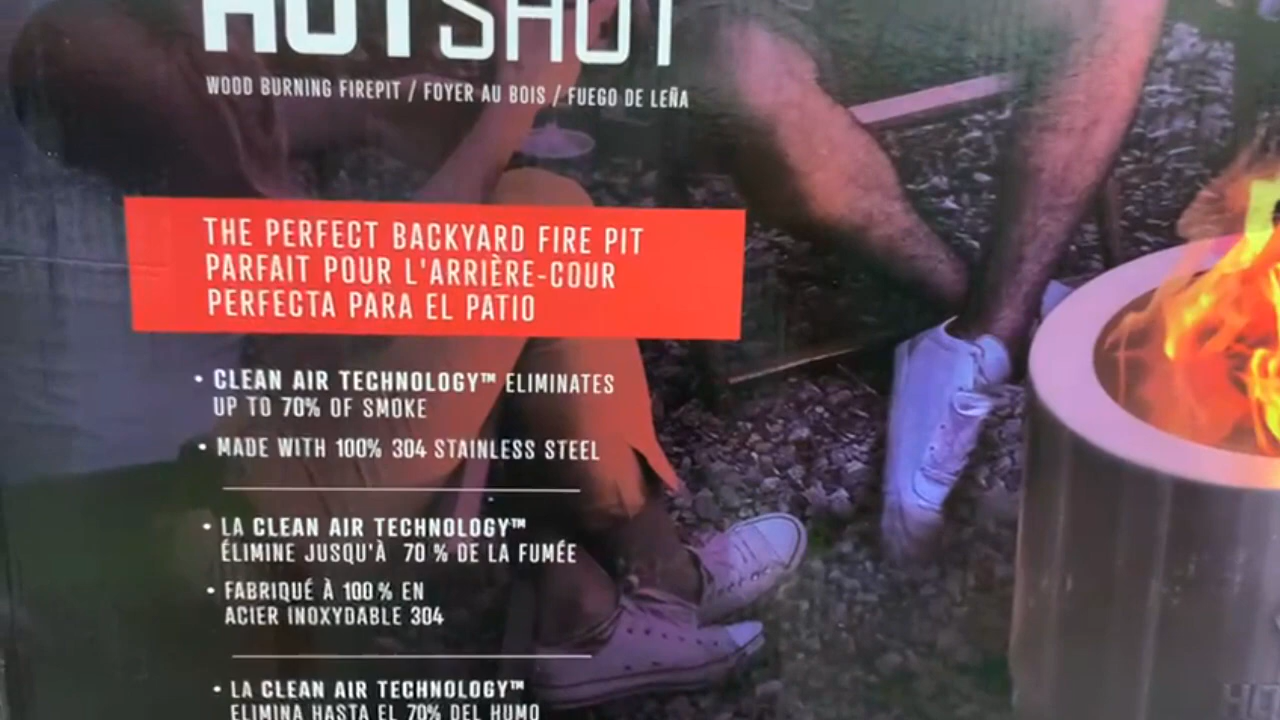 HOTSHOT
WOOD BURNING FIREPIT / FOYER AU BOIS / FUEGO DE LEÑA
THE PERFECT BACKYARD FIRE PIT
PARFAIT POUR L'ARRIÈRE-COUR
PERFECTA PARA EL PATIO
• CLEAN AIR TECHNOLOGY™ ELIMINATES
UP TO 70% OF SMOKE
• MADE WITH 100% 304 STAINLESS STEEL
• LA CLEAN AIR TECHNOLOGY™
ÉLIMINE JUSQU'À 70 % DE LA FUMÉE
• FABRIQUÉ À 100 % EN
ACIER INOXYDABLE 304
• LA CLEAN AIR TECHNOLOGY™
ELIMINA HASTA EL 70% DEL HUMO